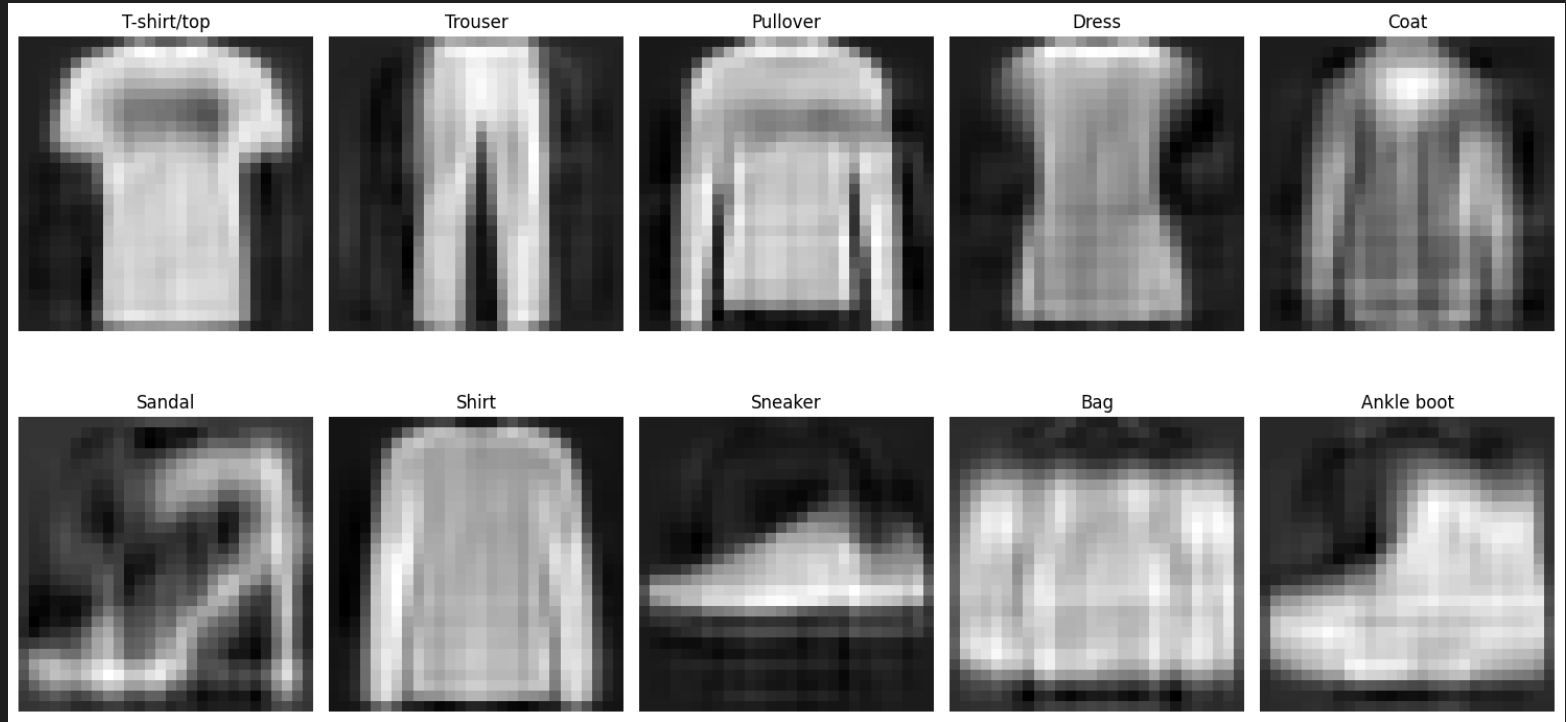 T-shirt/top Trouser Pullover Dress Coat
Sandal Shirt Sneaker Bag Ankle boot